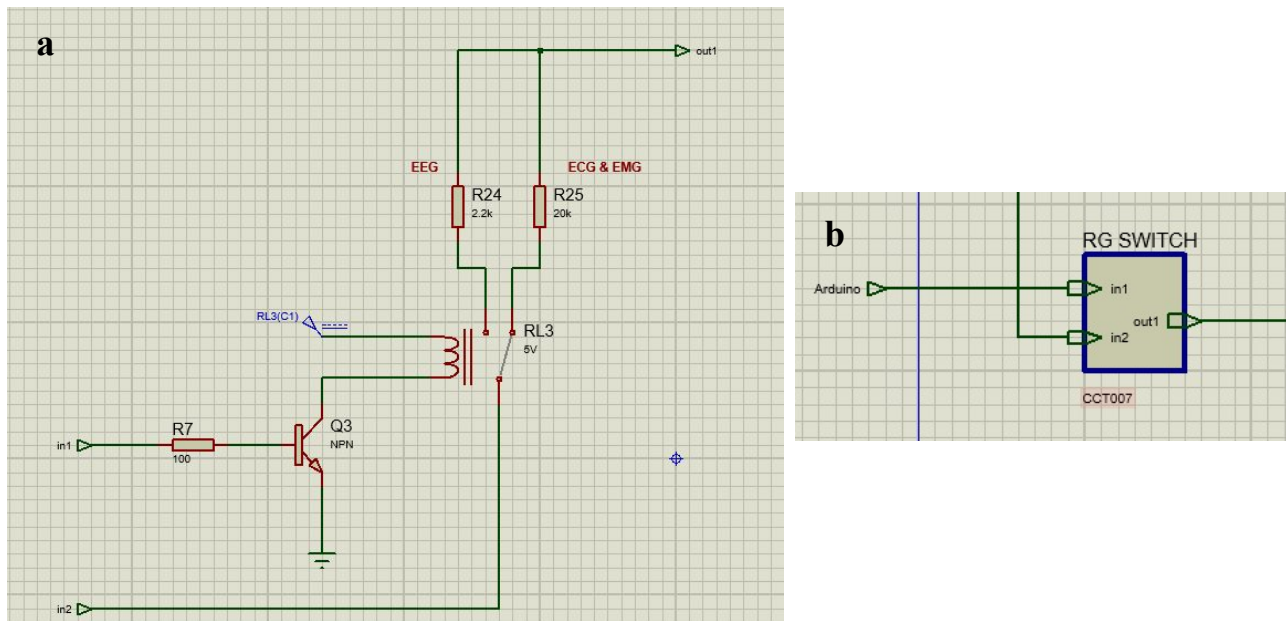 a
out1
EEG
ECG & EMG
R24
2.2k
R25
20k
RL3(C1)
RL3
5V
R7
100
Q3
NPN
in1
in2
b
RG SWITCH
Arduino
in1
out1
in2
CCT007